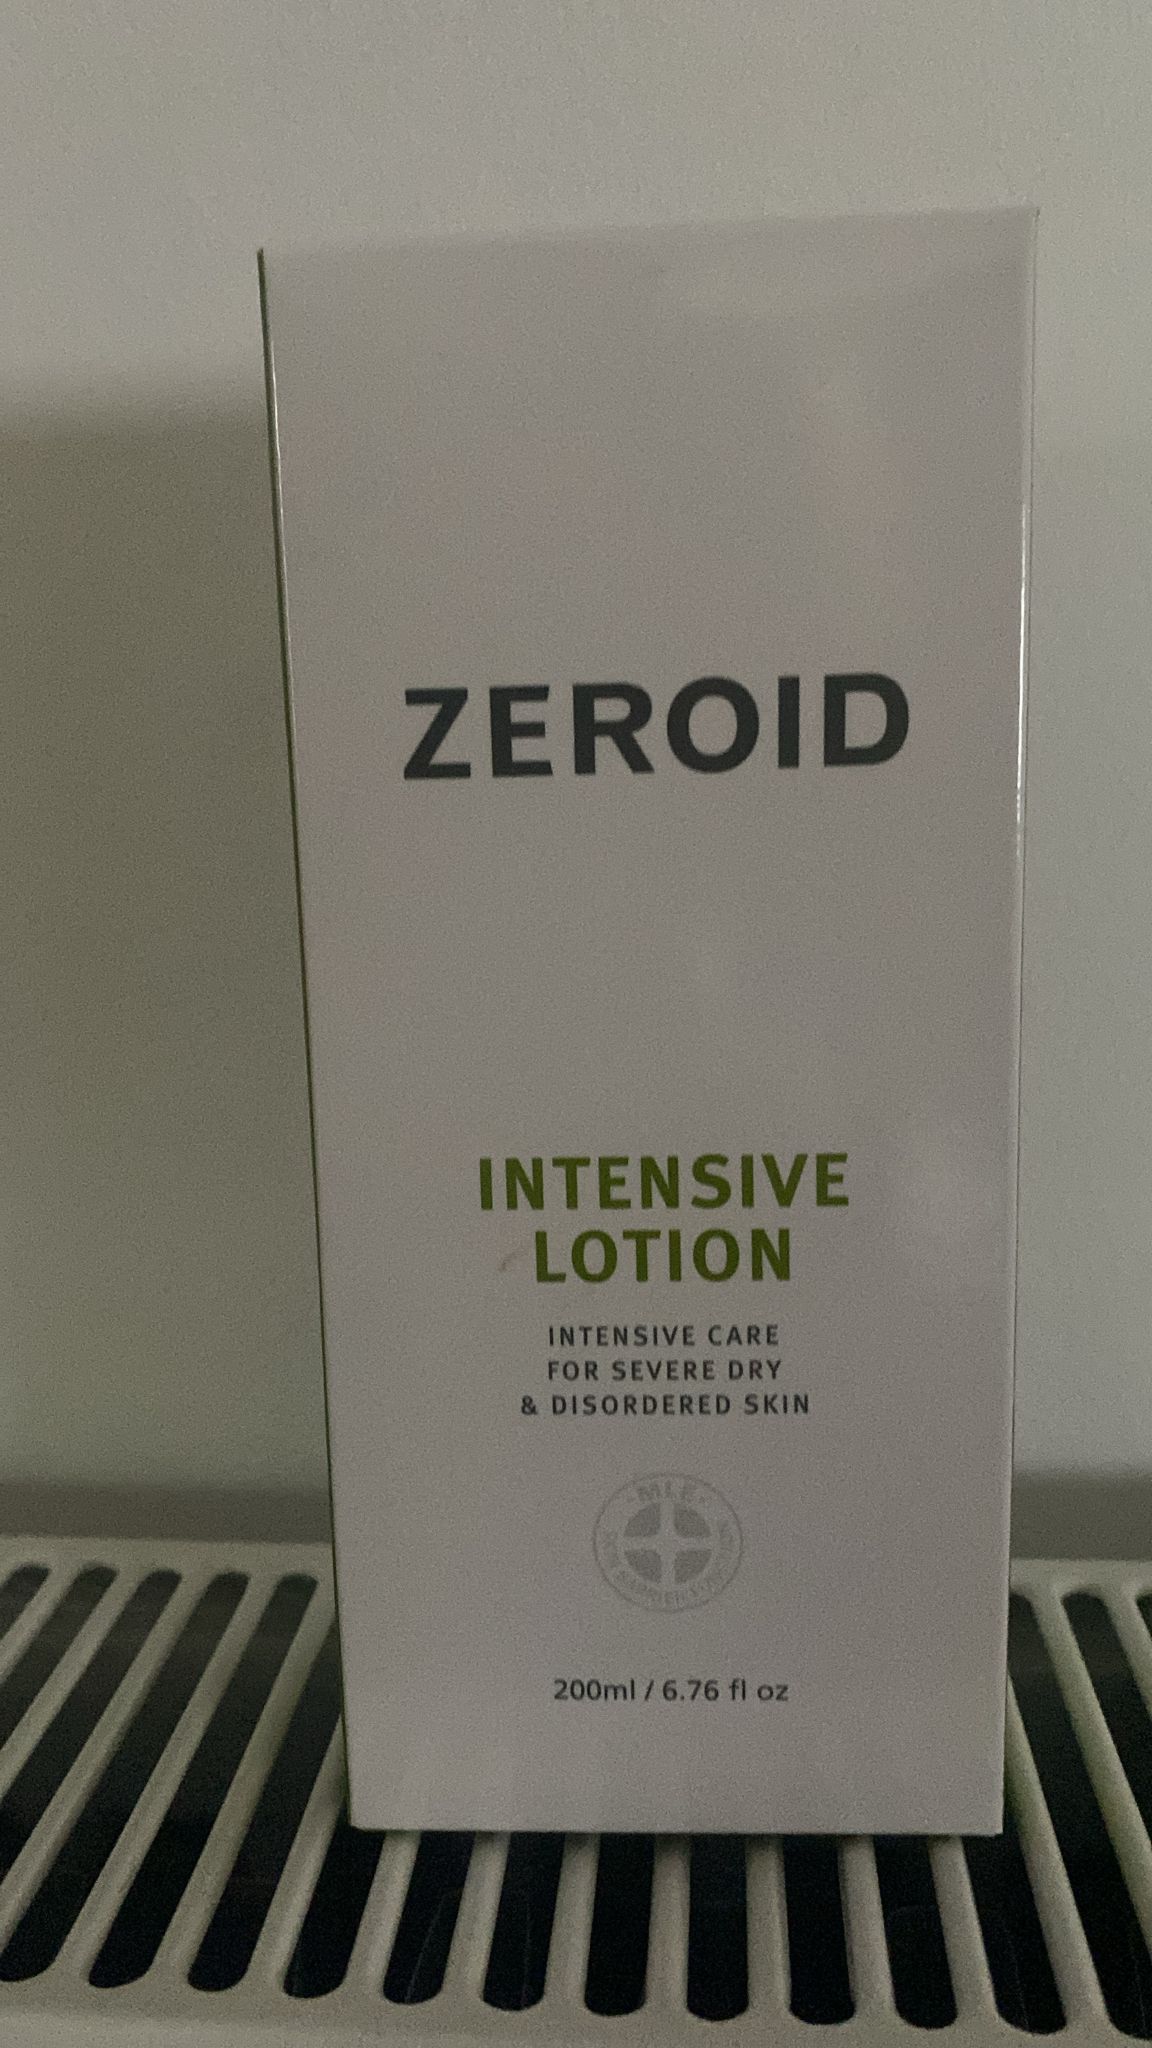 ZEROID
INTENSIVE
LOTION
INTENSIVE CARE
FOR SEVERE DRY
& DISORDERED SKIN
MLE
200ml / 6.76 fl oz